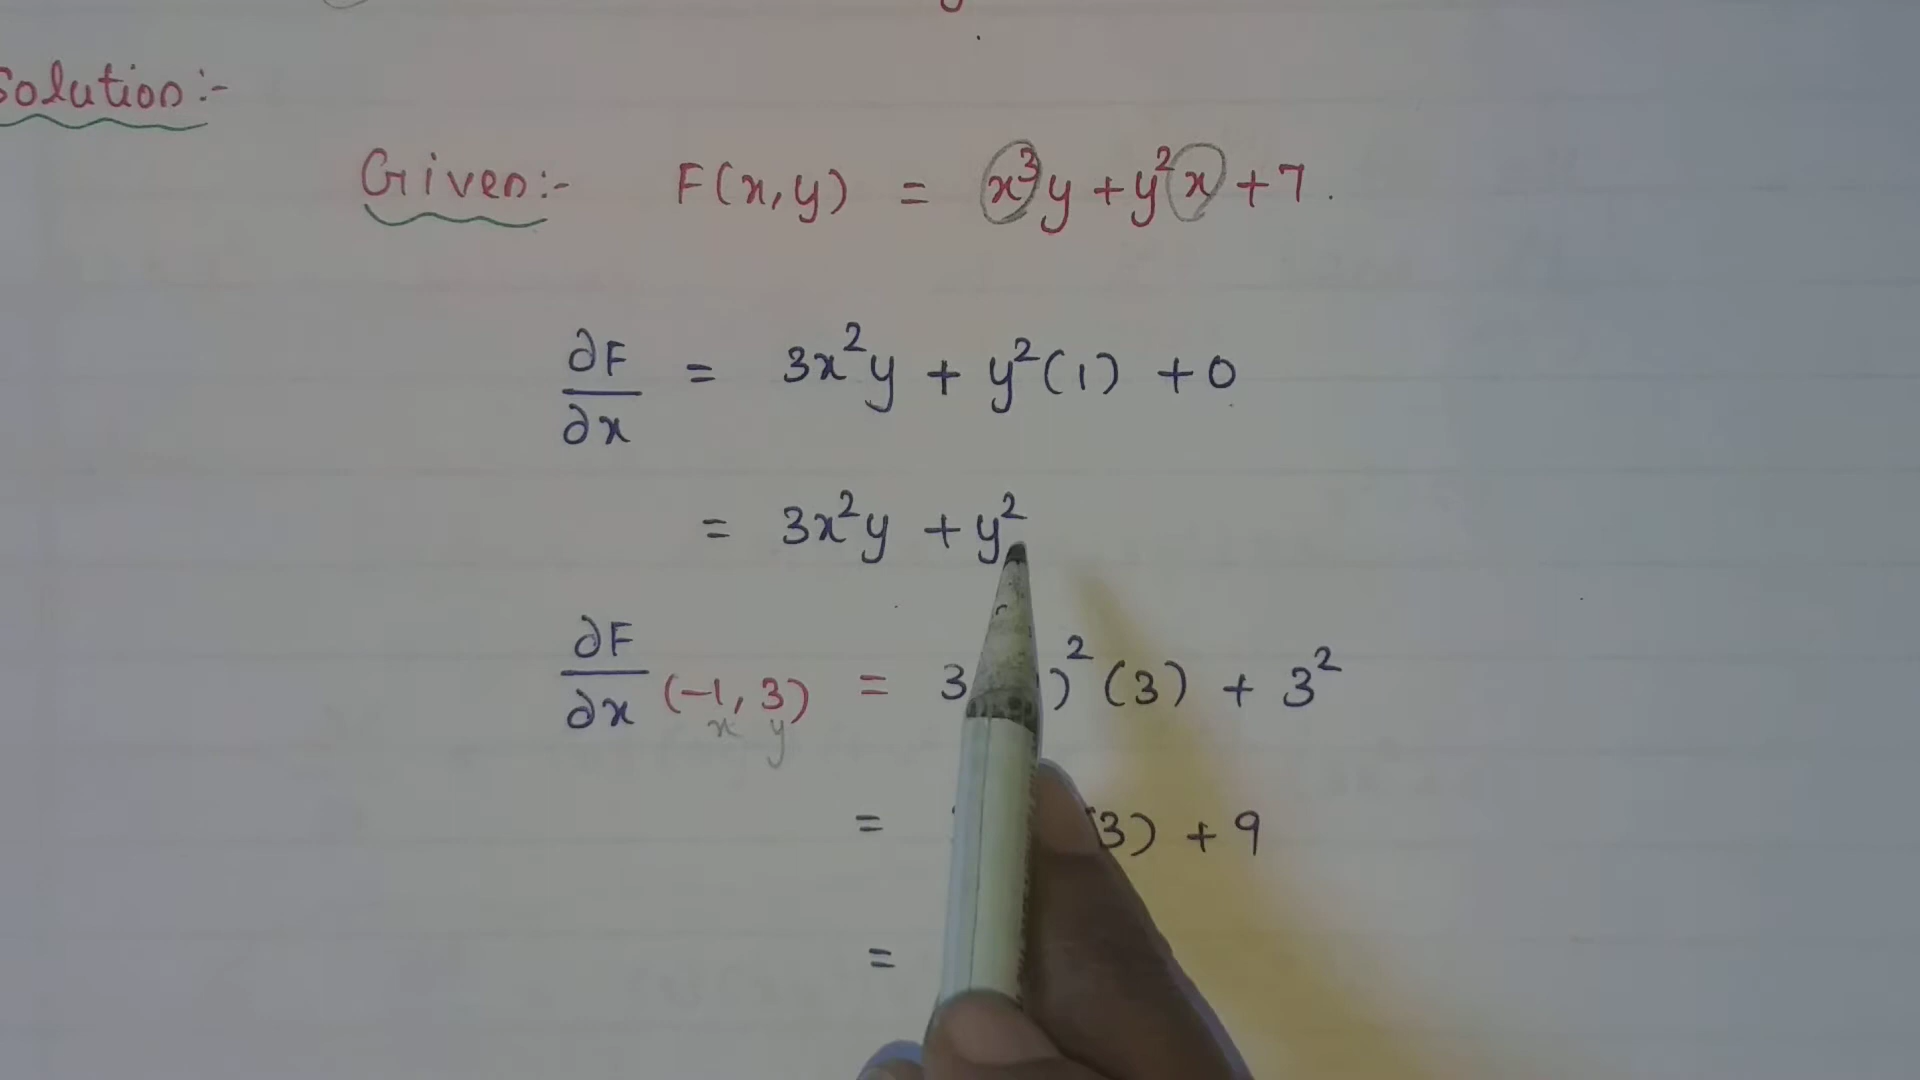 Solution:-
Given:- F(x,y) = x³y + y²x + 7.
∂F/∂x = 3x²y + y²(1) + 0
= 3x²y + y²
∂F/∂x (-1, 3) = 3 )² (3) + 3²
x y
= 3) + 9
=